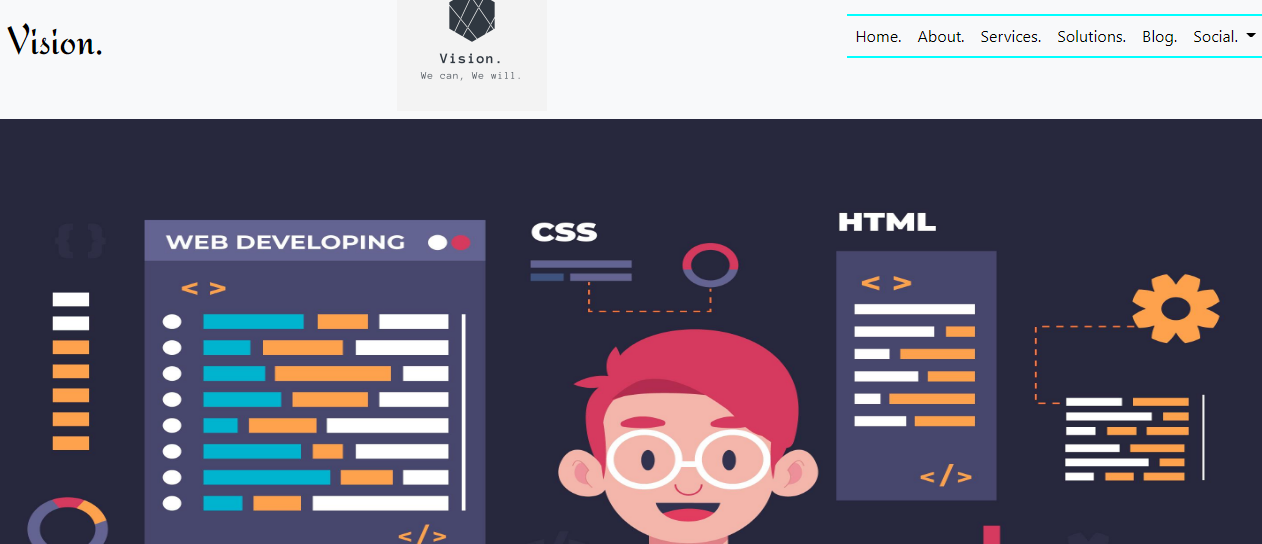 Vision.
Vision.
We can, We will.
Home. About. Services. Solutions. Blog. Social.
{ }
WEB DEVELOPING
< >
</>
CSS
HTML
< >
</>